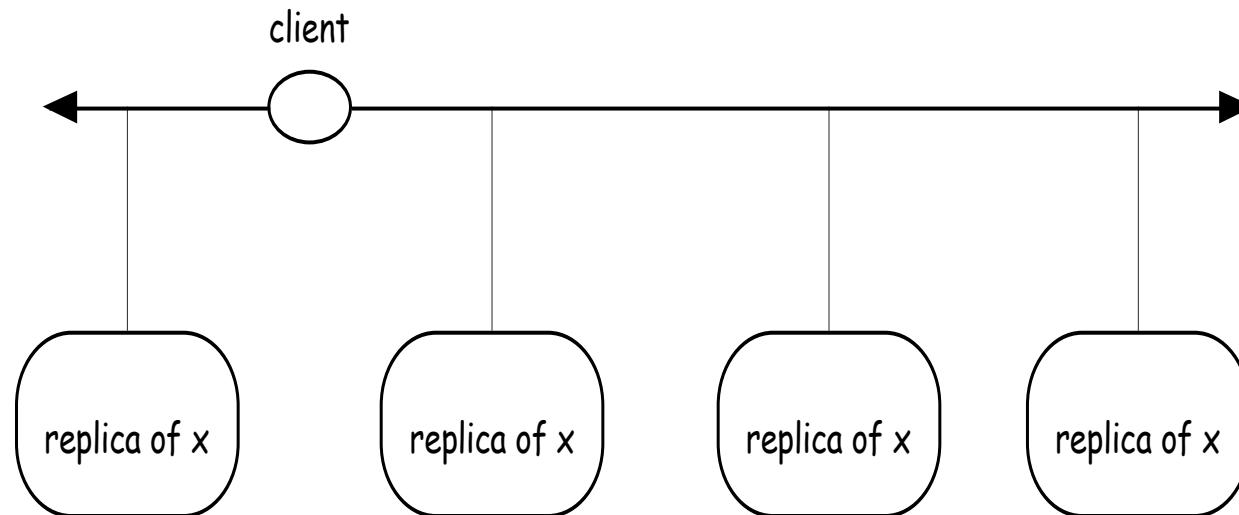 client
replica of x
replica of x
replica of x
replica of x